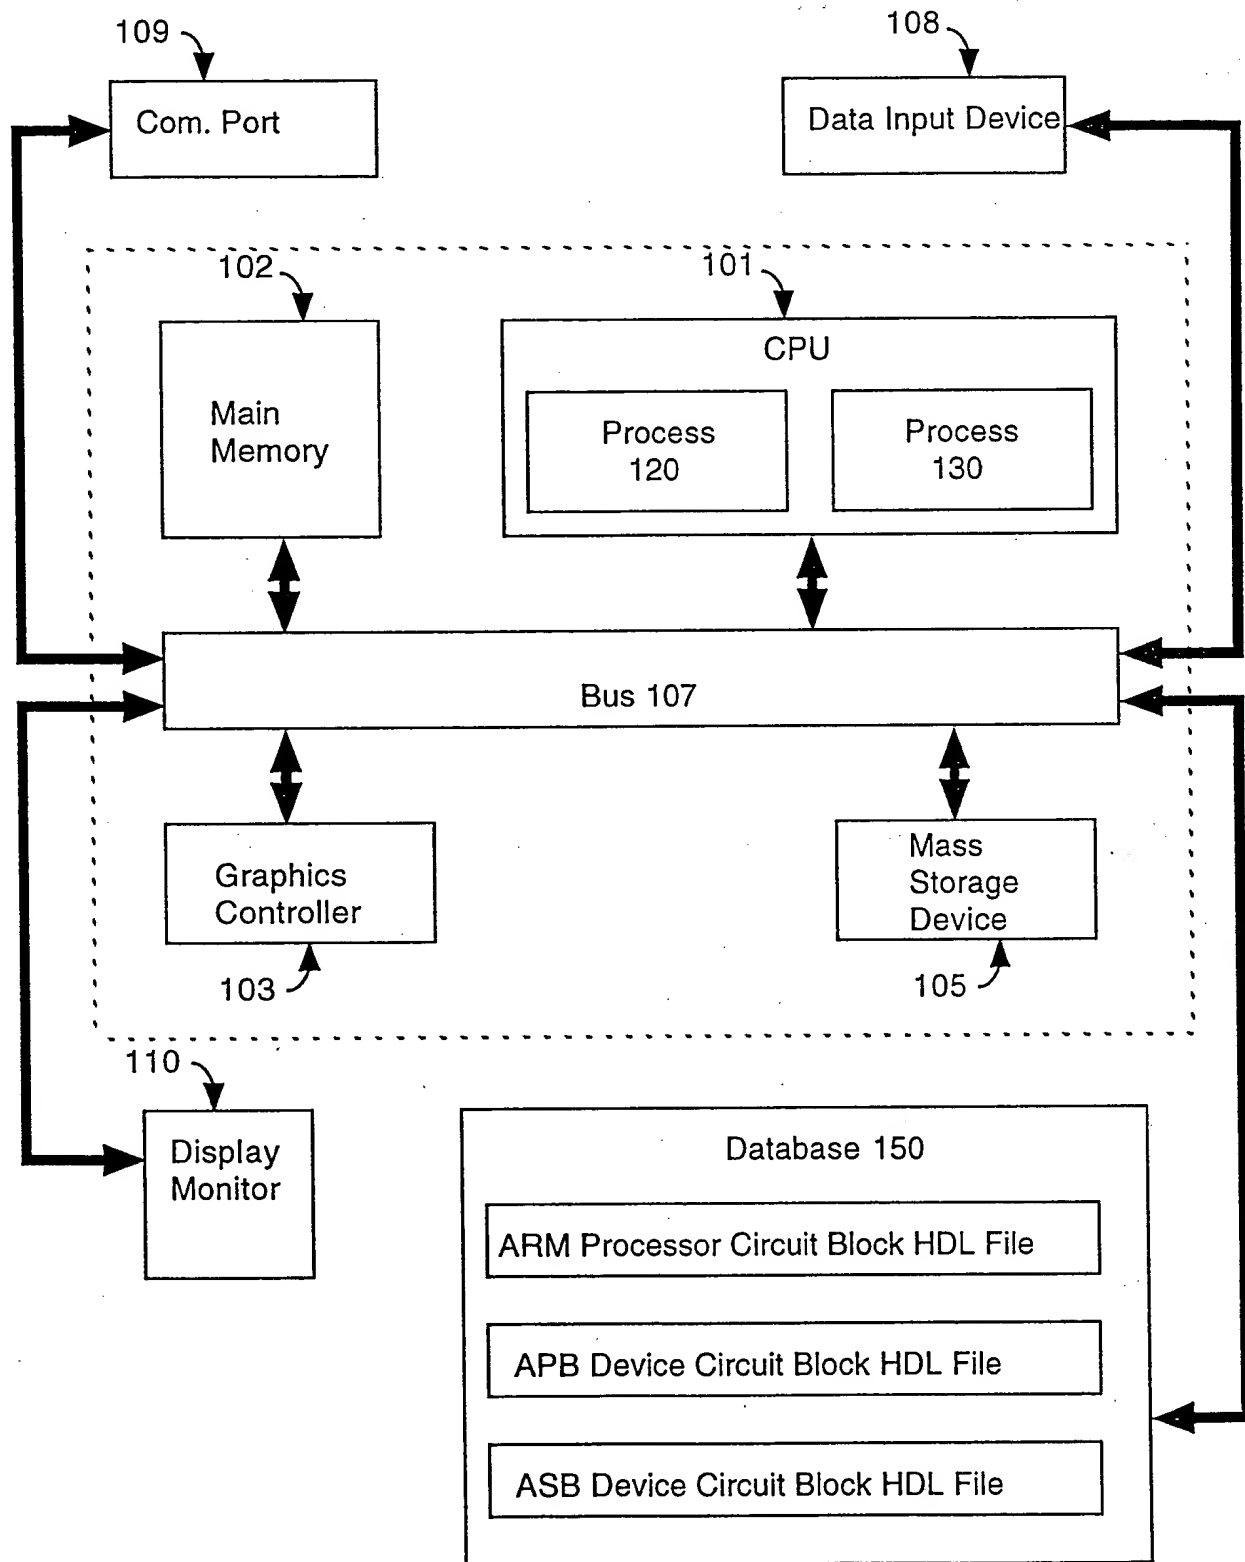 109
108
Com. Port
Data Input Device
102
101
CPU
Main
Memory
Process
120
Process
130
Bus 107
Graphics
Controller
Mass
Storage
Device
103
105
110
Display
Monitor
Database 150
ARM Processor Circuit Block HDL File
APB Device Circuit Block HDL File
ASB Device Circuit Block HDL File